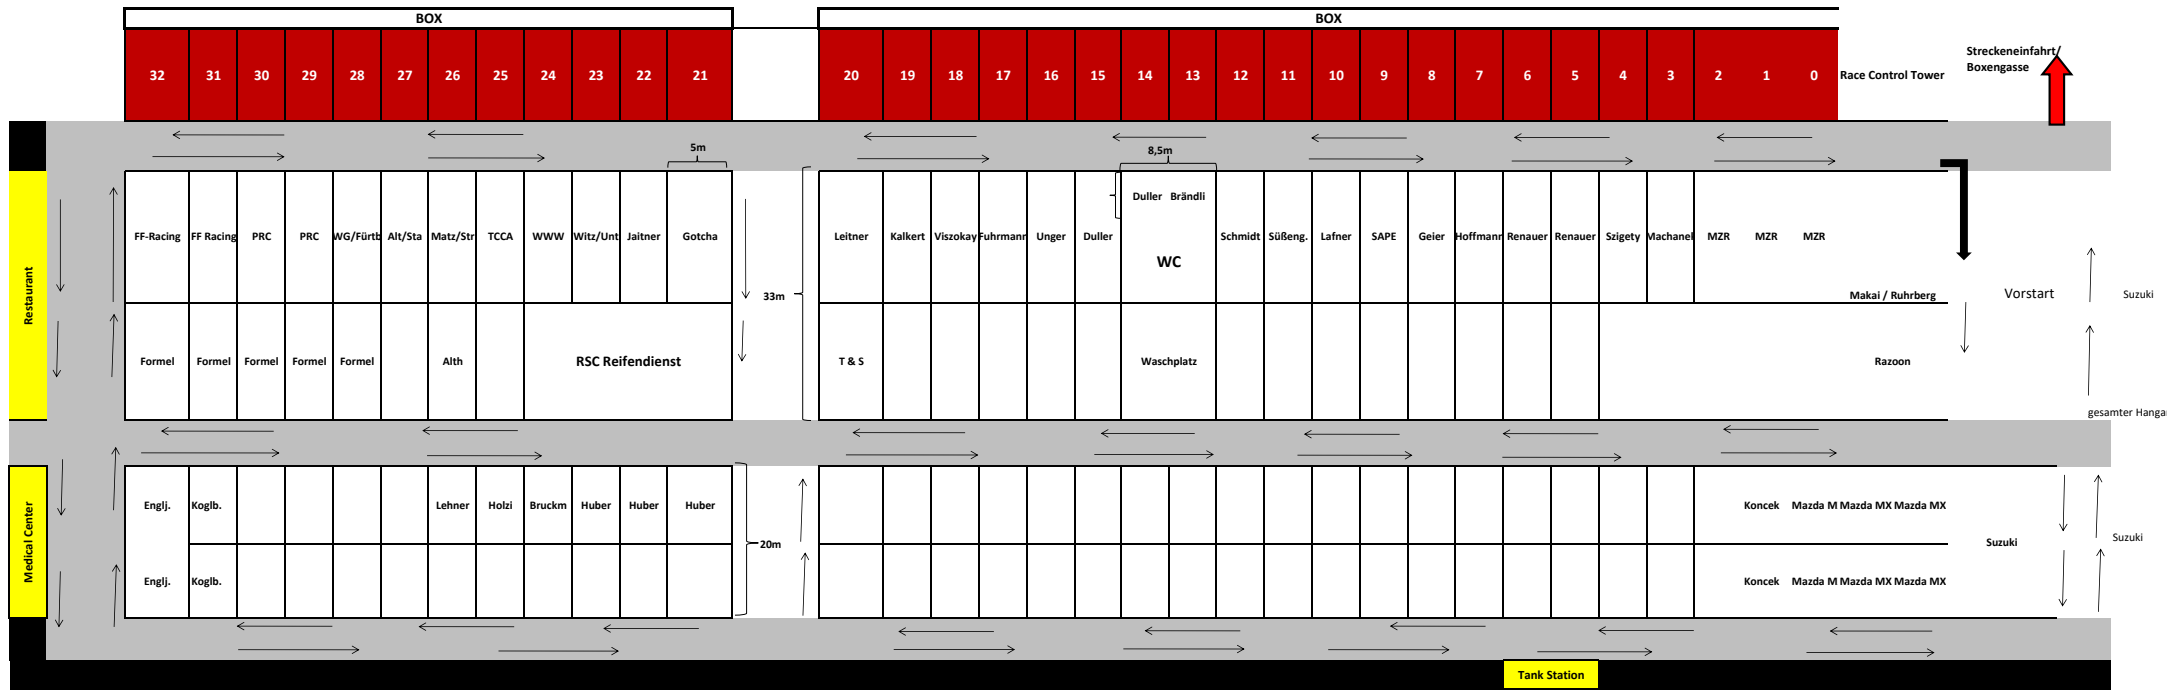 BOX BOX
32 31 30 29 28 27 26 25 24 23 22 21 20 19 18 17 16 15 14 13 12 11 10 9 8 7 6 5 4 3 2 1 0 Race Control Tower
Streckeneinfahrt/
Boxengasse
5m 8,5m
Duller Brändli
FF-Racing FF Racing PRC PRC WG/Fürtb Alt/Sta Matz/Str TCCA WWW Witz/Unt Jaitner Gotcha Leitner Kalkert Viszokay Fuhrmann Unger Duller Schmidt Süßeng. Lafner SAPE Geier Hoffmann Renauer Renauer Szigety Machanek MZR MZR MZR
WC
Restaurant
33m
Makai / Ruhrberg
Vorstart
Suzuki
Formel Formel Formel Formel Formel Alth RSC Reifendienst T & S Waschplatz Razoon
gesamter Hanga
Medical Center
Englj. Koglb. Lehner Holzi Bruckm Huber Huber Huber Koncek Mazda M Mazda MX Mazda MX
20m
Suzuki
Suzuki
Englj. Koglb. Koncek Mazda M Mazda MX Mazda MX
Tank Station